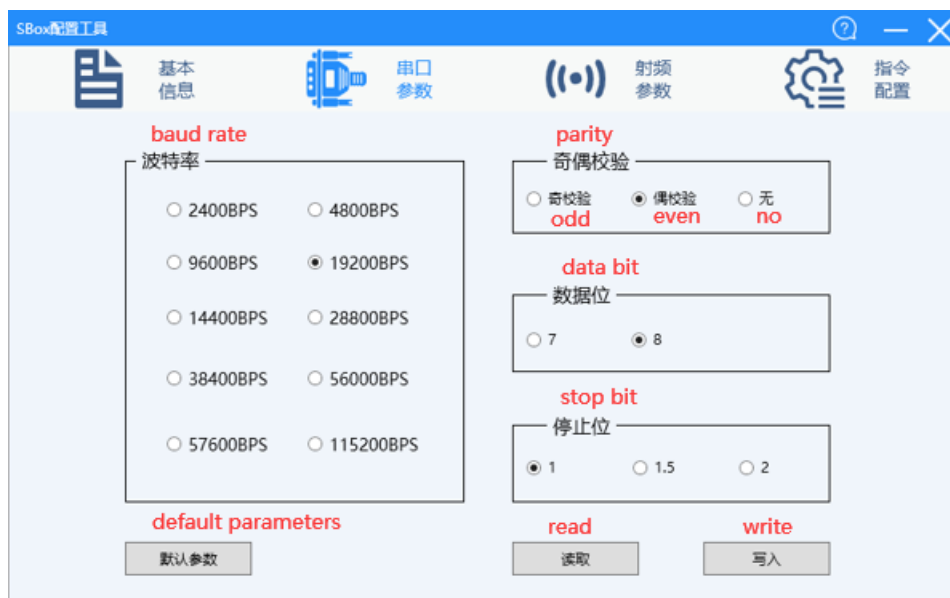 SBox配置工具
基本
信息
串口
参数
射频
参数
指令
配置
baud rate
波特率
2400BPS
4800BPS
9600BPS
19200BPS
14400BPS
28800BPS
38400BPS
56000BPS
57600BPS
115200BPS
default parameters
默认参数
parity
奇偶校验
奇校验
偶校验
无
odd
even
no
data bit
数据位
7
8
stop bit
停止位
1
1.5
2
read
write
读取
写入